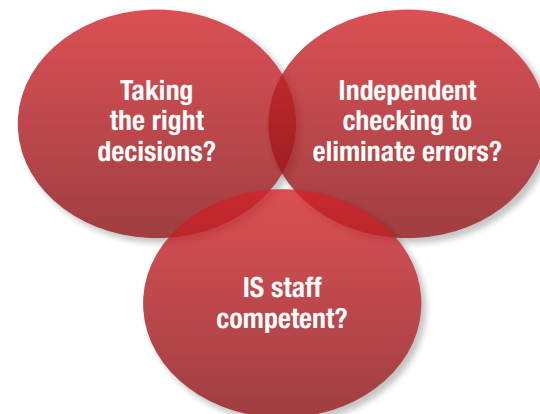 Taking
the right
decisions?
Independent
checking to
eliminate errors?
IS staff
competent?